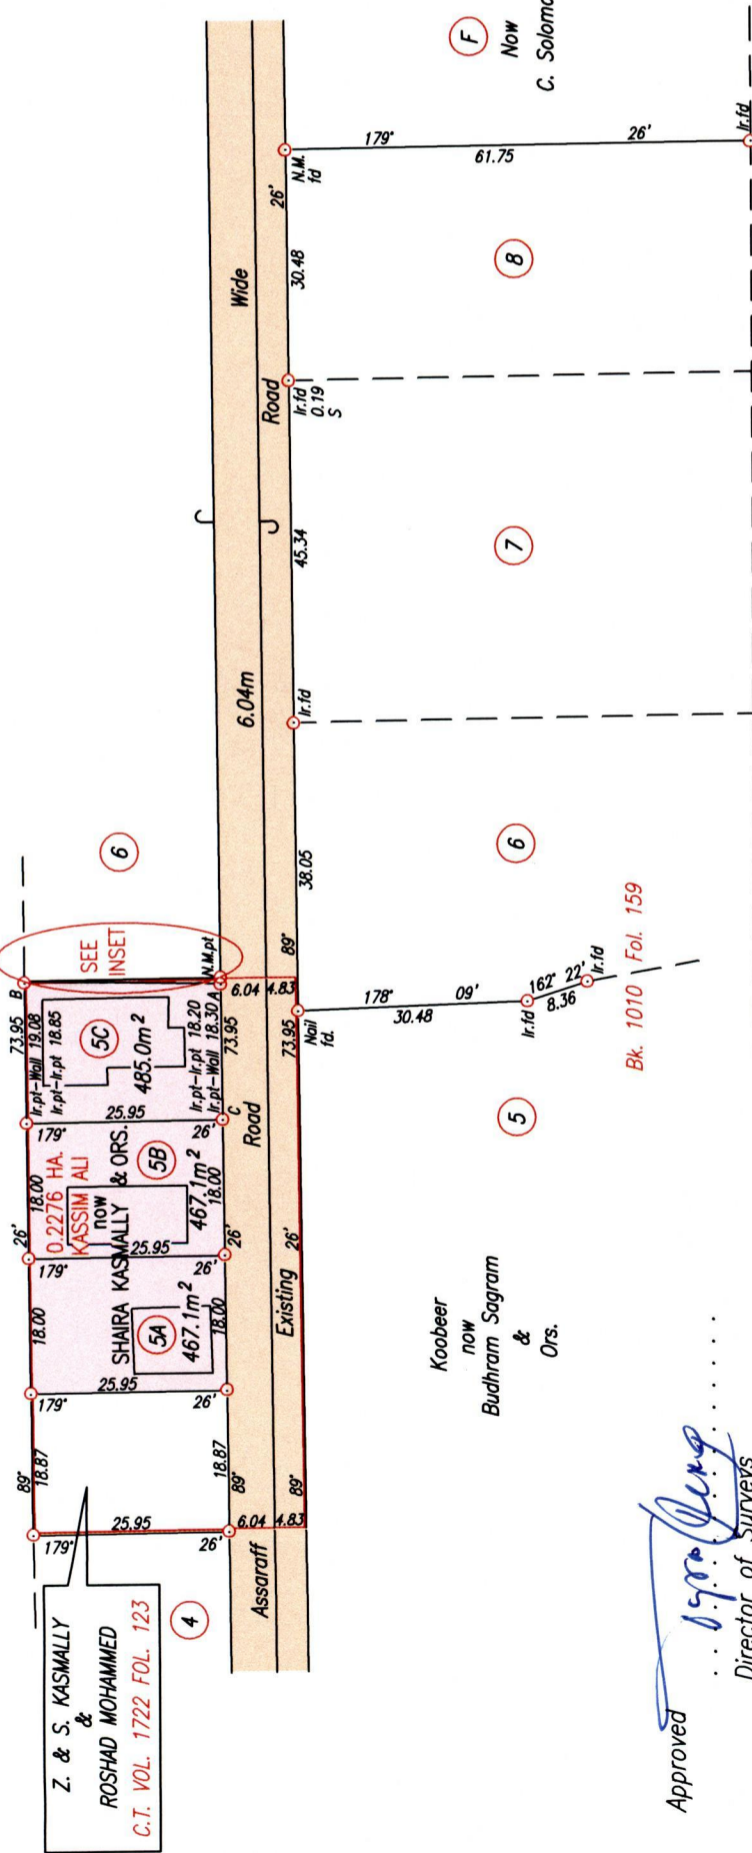 Z. & S. KASMALLY
&
ROSHAD MOHAMMED
C.T. VOL. 1722 FOL. 123
4
89°
18.87
179°
25.95
26'
18.87
89°
6.04
4.83
89°
Assaraff
Existing
Road
6.04m
Road
Wide
179°
25.95
26'
18.00
26'
5A
467.1m²
18.00
26'
179°
25.95
26'
0.2276 HA.
KASSIM ALI
now
SHAIRA KASMALLY & ORS.
18.00
5B
467.1m²
18.00
179°
25.95
26'
C
73.95
B
Ir.pt-Wall 19.08
Ir.pt-Ir.pt 18.85
5C
485.0m²
Ir.pt-Ir.pt 18.20
Ir.pt-Wall 18.30
A
73.95
N.M.pt
SEE
INSET
6
6.04
4.83
26'
73.95
89°
38.05
Ir.fd
45.34
Ir.fd
0.19
S
30.48
26'
N.M.
fd
179°
61.75
26'
Ir.fd
F
Now
8
7
6
Nail
fd.
178°
30.48
09'
Ir.fd
162°
22'
8.36
Ir.fd
Bk. 1010 Fol. 159
5
Koobeer
now
Budhram Sagram
&
Ors.
Approved
Director of Surveys